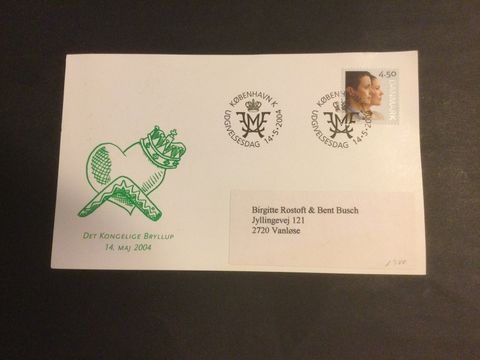 KØBENHAVN K
UDGIVELSESDAG 14-5-2004
KØBENHAVN K
UDGIVELSESDAG 14-5-2004
4.50
DANMARK
DET KONGELIGE BRYLLUP
14. MAJ 2004
Birgitte Rostoft & Bent Busch
Jyllingevej 121
2720 Vanløse